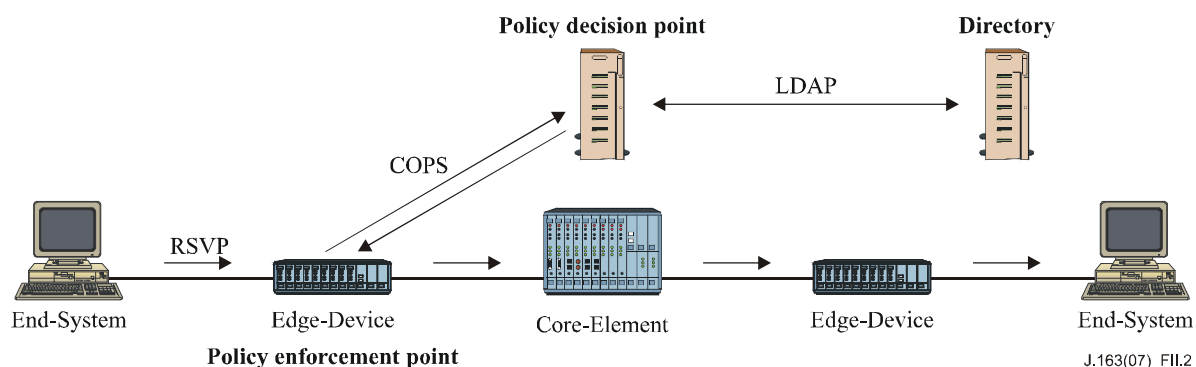 Policy decision point
Directory
LDAP
COPS
RSVP
End-System
Edge-Device
Core-Element
Edge-Device
End-System
Policy enforcement point
J.163(07)_FII.2